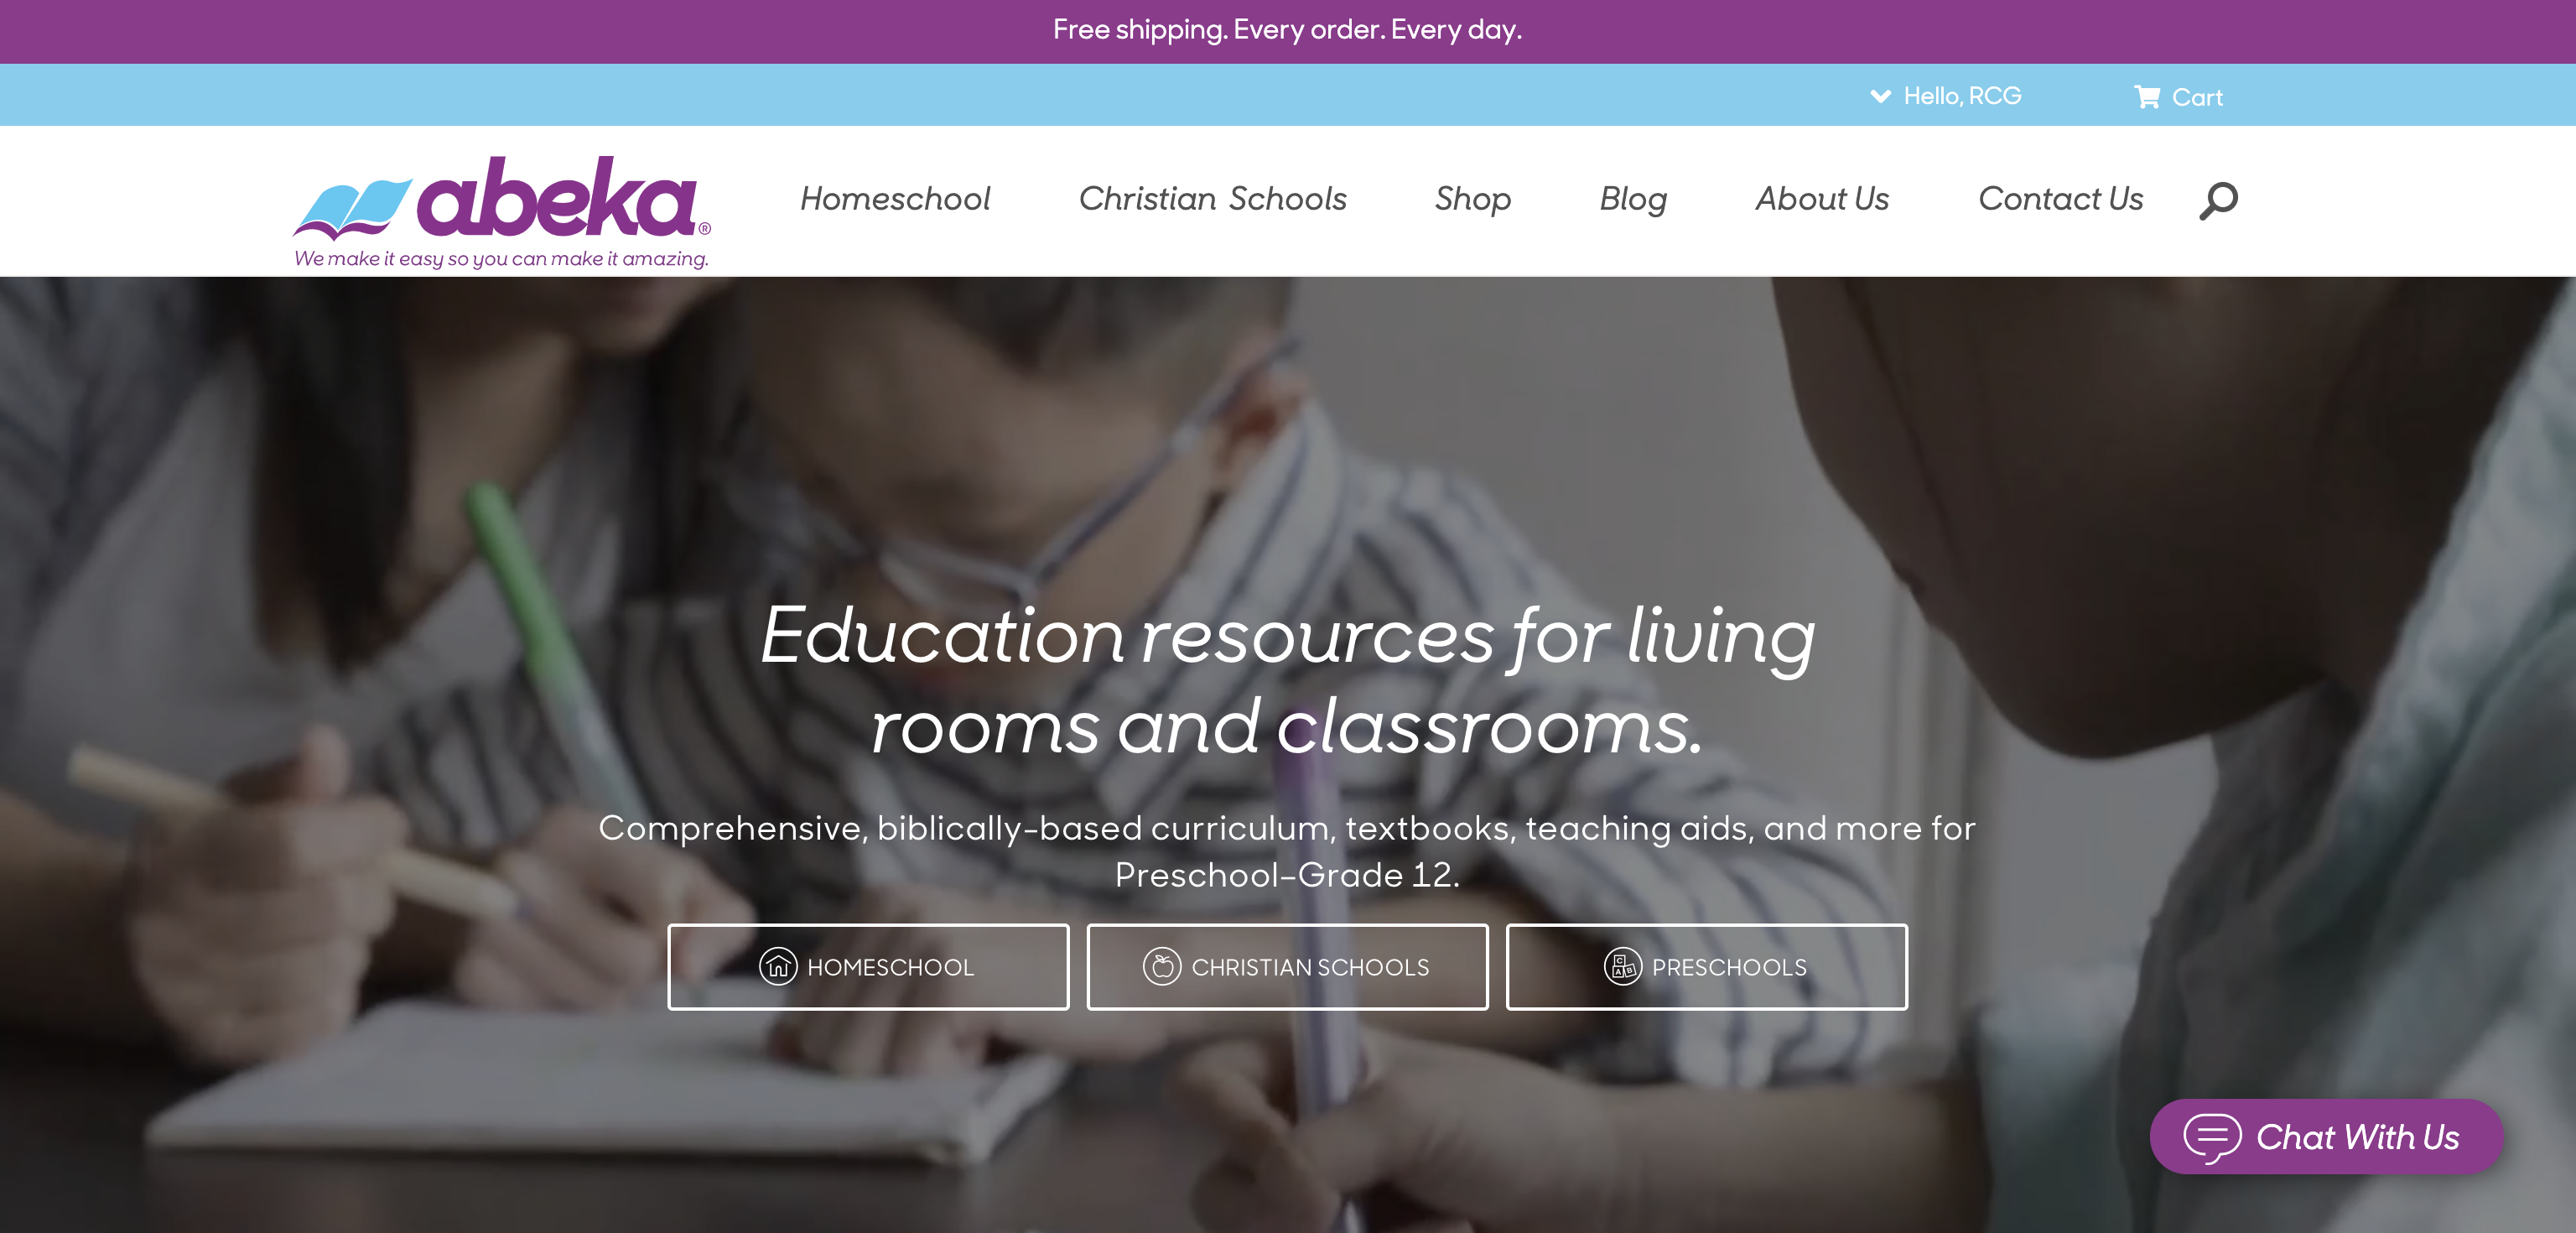 Free shipping. Every order. Every day.
Hello, RCG
Cart
abeka®
We make it easy so you can make it amazing.
Homeschool
Christian Schools
Shop
Blog
About Us
Contact Us
Education resources for living
rooms and classrooms.
Comprehensive, biblically-based curriculum, textbooks, teaching aids, and more for
Preschool–Grade 12.
HOMESCHOOL
CHRISTIAN SCHOOLS
C
A B
PRESCHOOLS
Chat With Us